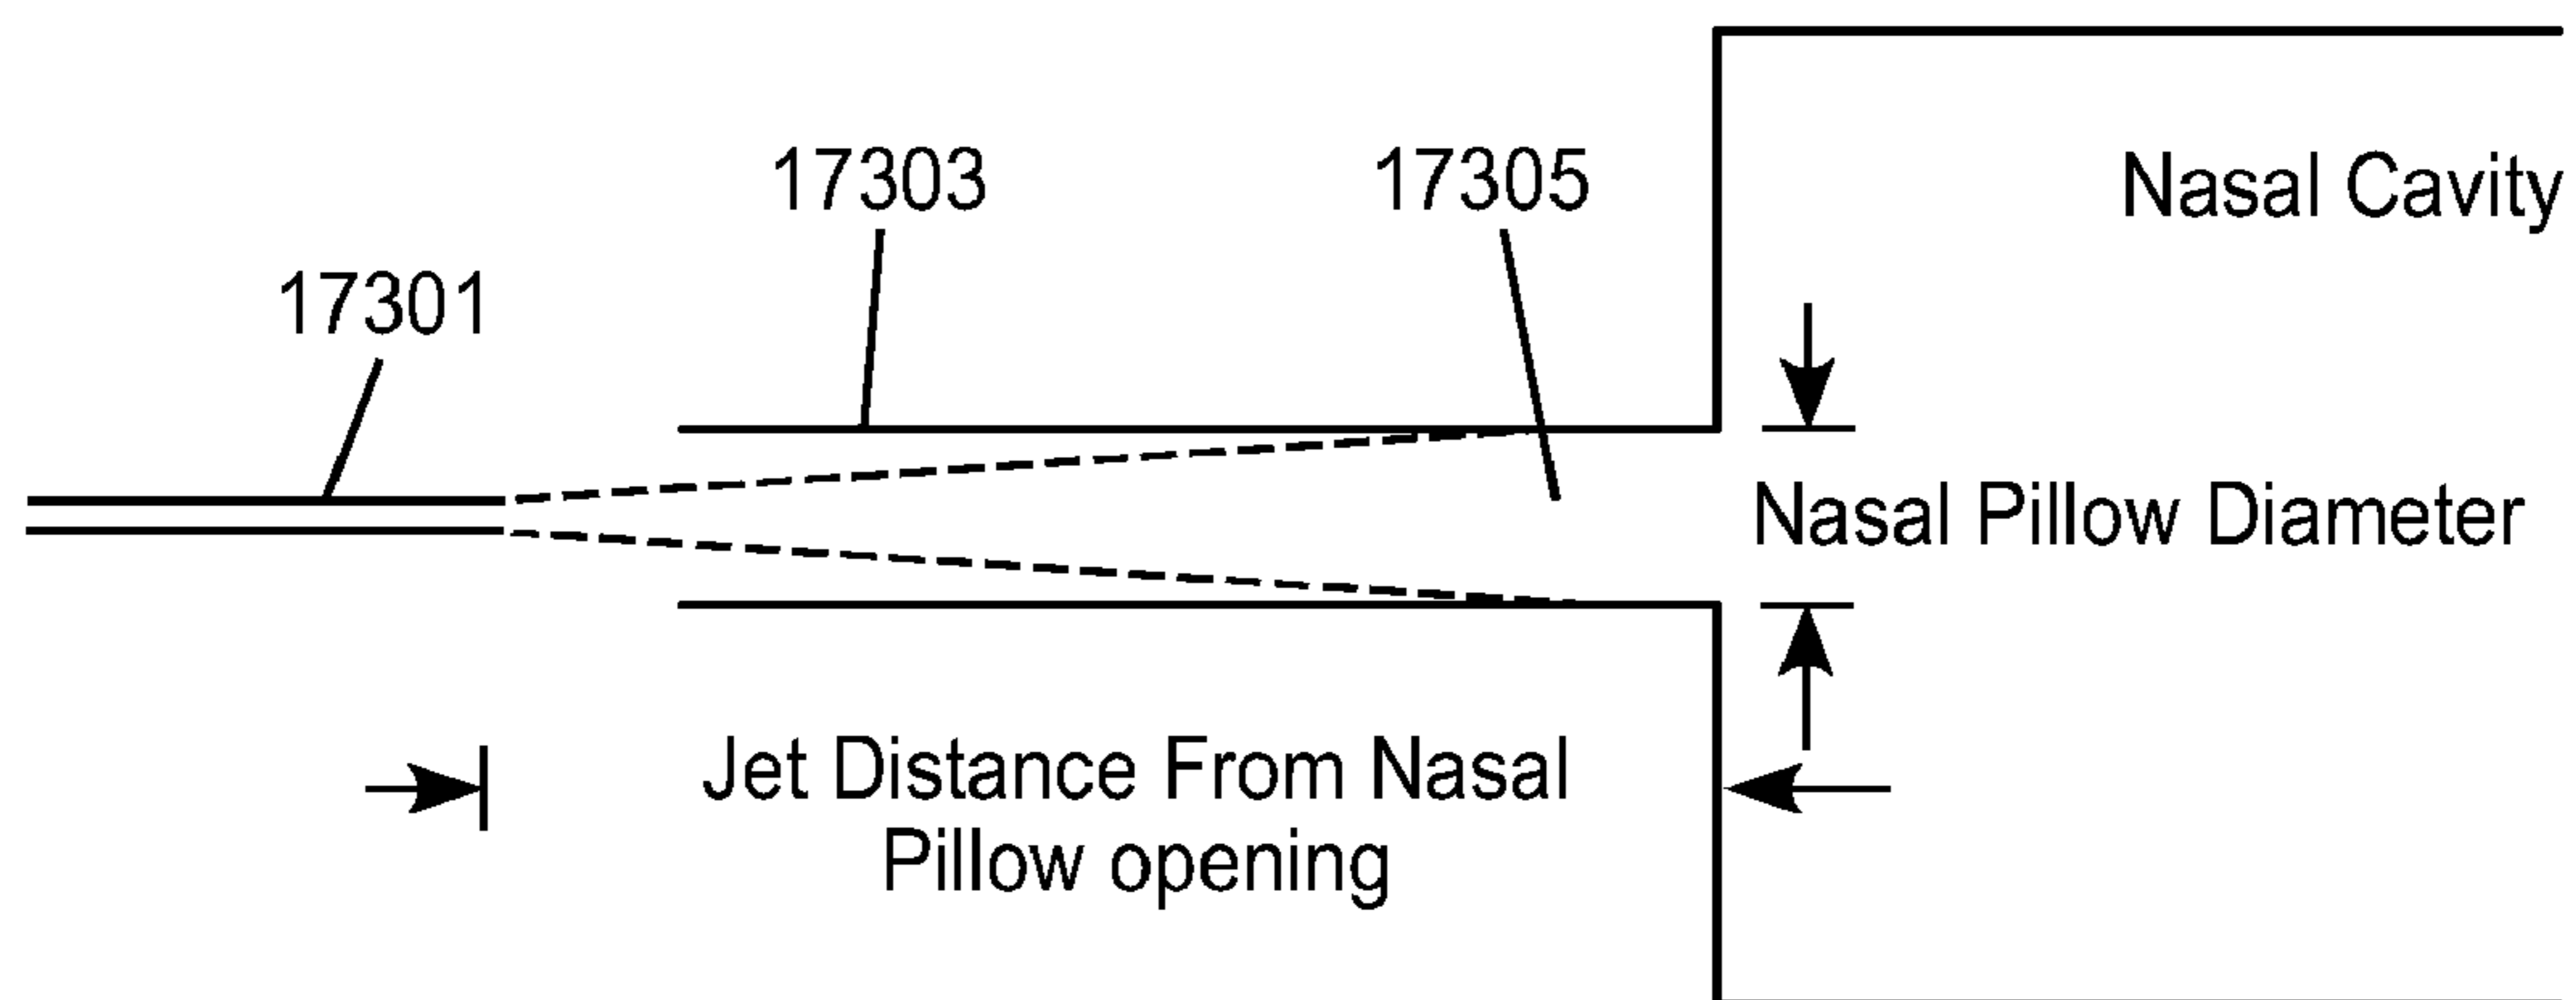 17303
17305
Nasal Cavity
17301
Nasal Pillow Diameter
Jet Distance From Nasal
Pillow opening